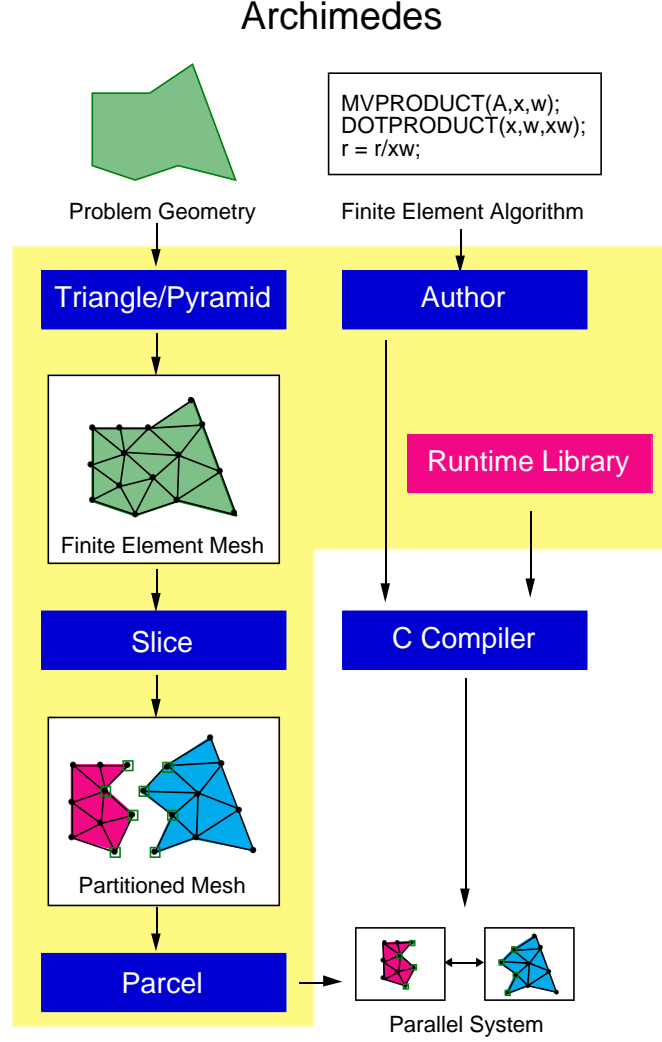 Archimedes
MVPRODUCT(A,x,w);
DOTPRODUCT(x,w,xw);
r = r/xw;
Problem Geometry
Finite Element Algorithm
Triangle/Pyramid
Author
Runtime Library
Finite Element Mesh
Slice
C Compiler
Partitioned Mesh
Parcel
Parallel System